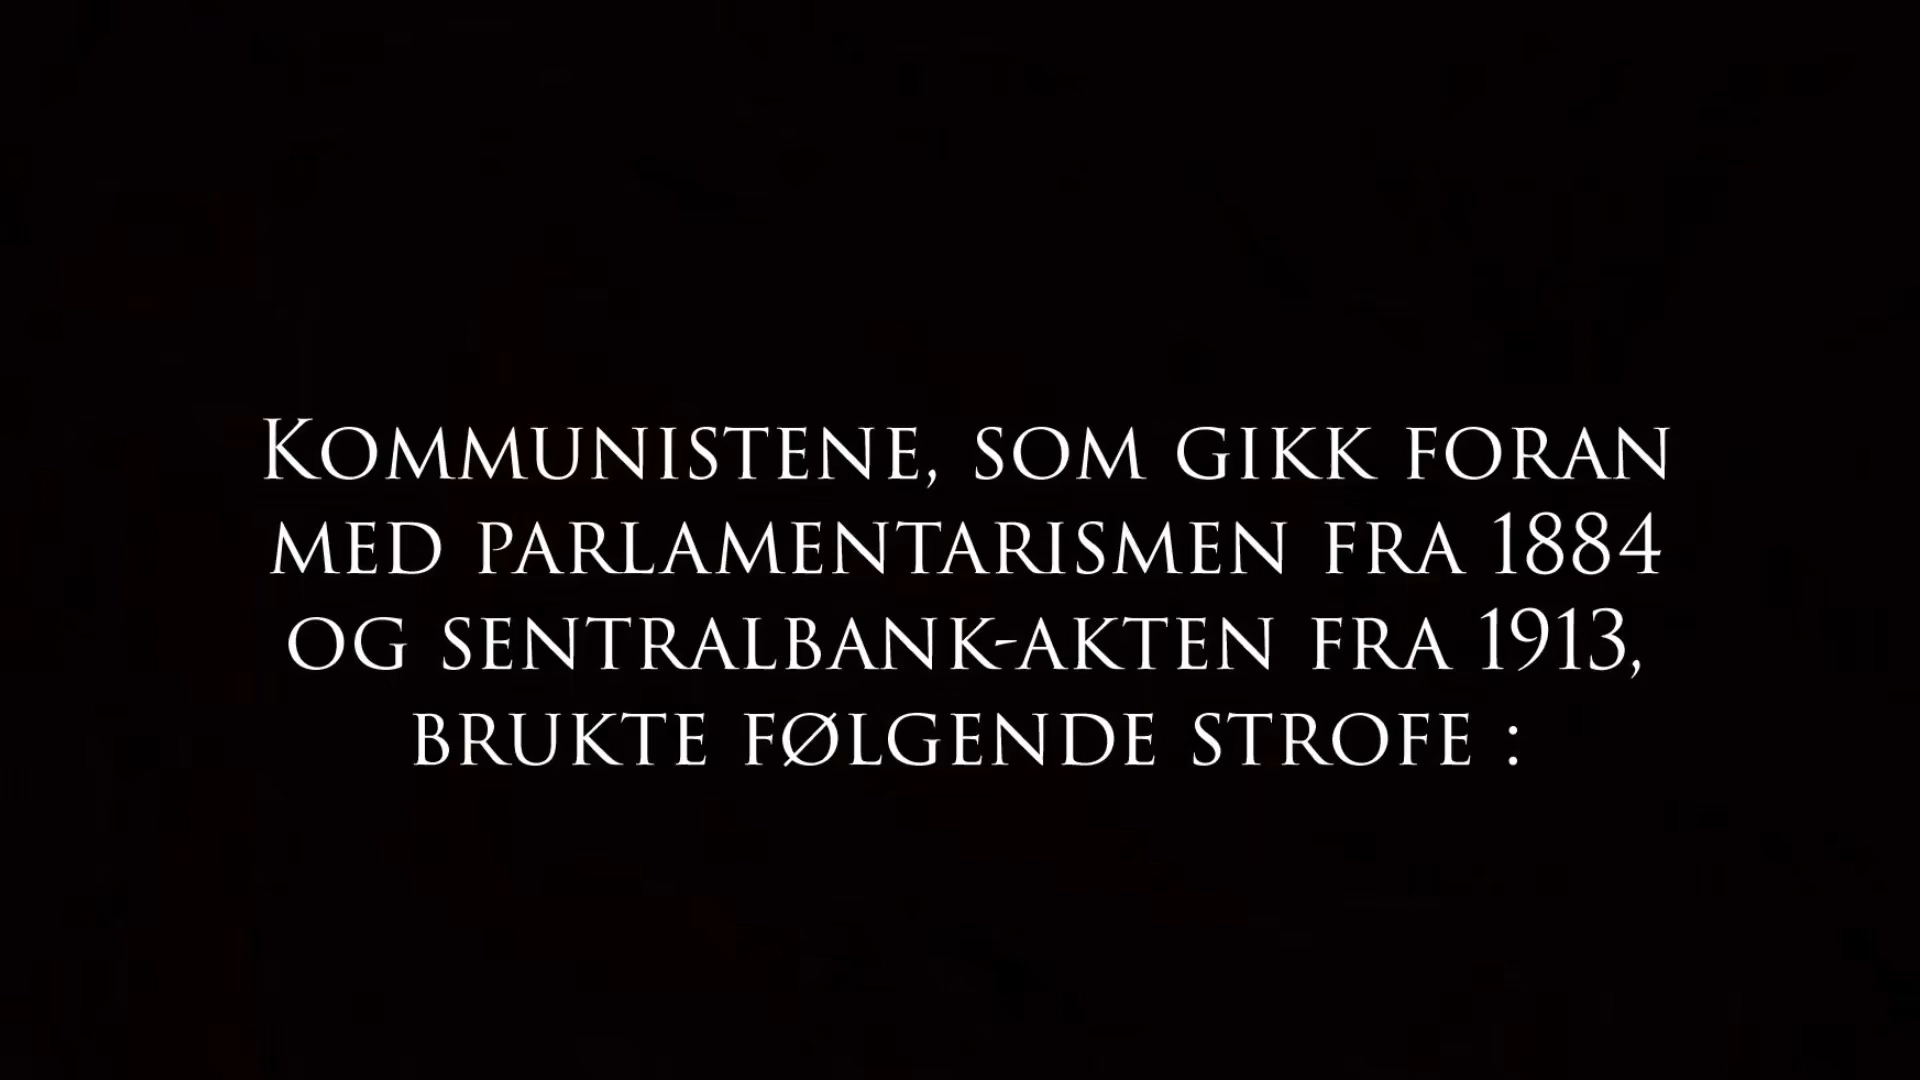 Kommunistene, som gikk foran
med parlamentarismen fra 1884
og sentralbank-akten fra 1913,
brukte følgende strofe :